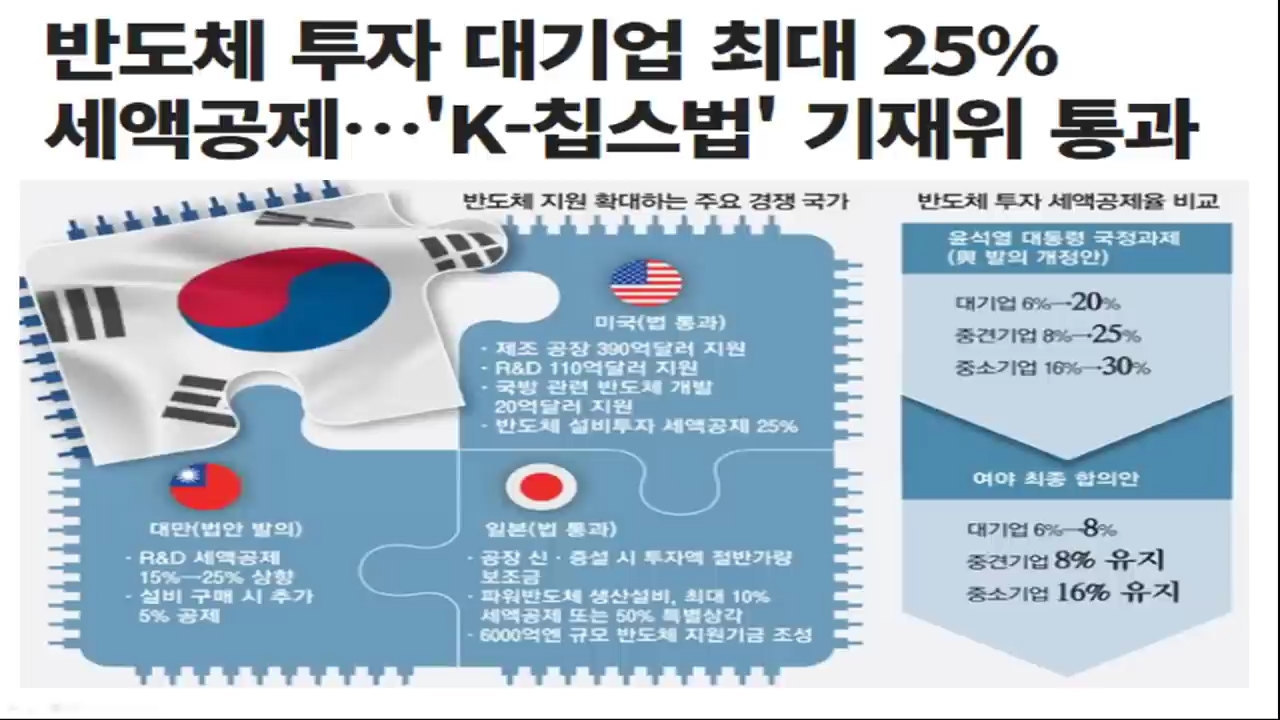 반도체 투자 대기업 최대 25%
세액공제…'K-칩스법' 기재위 통과
반도체 지원 확대하는 주요 경쟁 국가
미국(법 통과)
· 제조 공장 390억달러 지원
· R&D 110억달러 지원
· 국방 관련 반도체 개발
20억달러 지원
· 반도체 설비투자 세액공제 25%
대만(법안 발의)
· R&D 세액공제
15%→25% 상향
· 설비 구매 시 추가
5% 공제
일본(법 통과)
· 공장 신·증설 시 투자액 절반가량
보조금
· 파워반도체 생산설비, 최대 10%
세액공제 또는 50% 특별상각
· 6000억엔 규모 반도체 지원기금 조성
반도체 투자 세액공제율 비교
윤석열 대통령 국정과제
(與 발의 개정안)
대기업 6%→20%
중견기업 8%→25%
중소기업 16%→30%
여야 최종 합의안
대기업 6%→8%
중견기업 8% 유지
중소기업 16% 유지